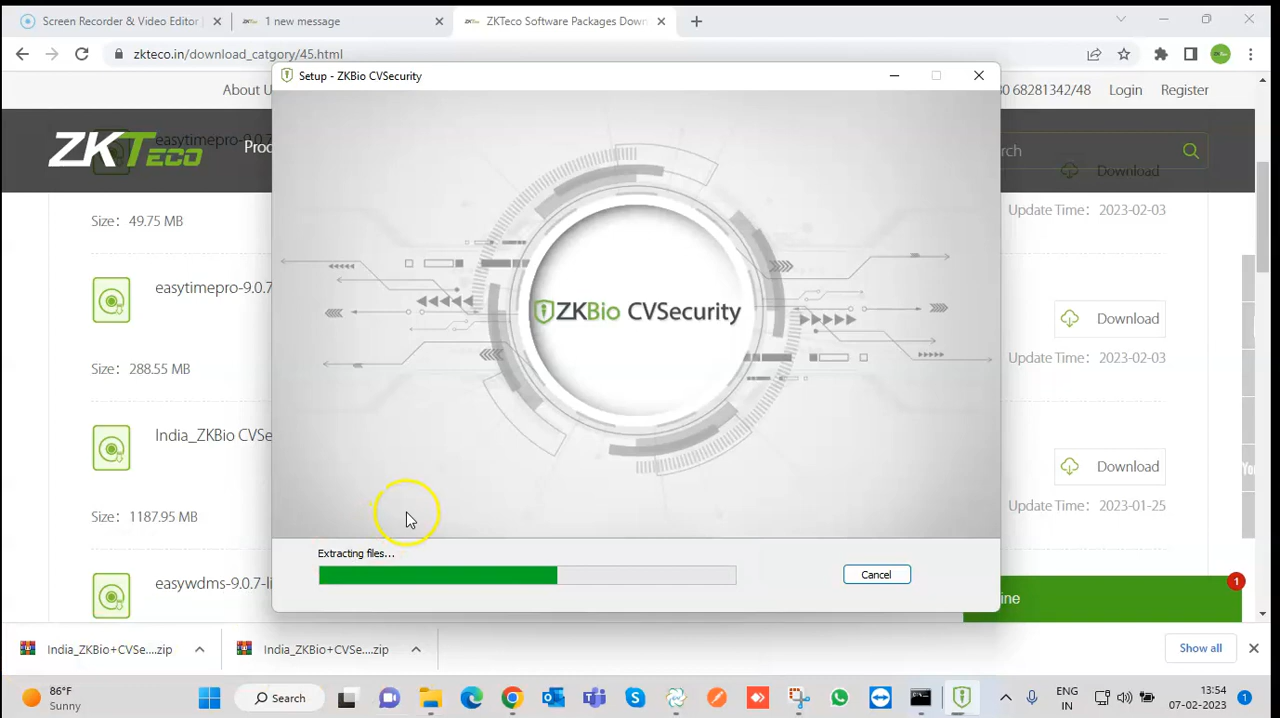 Screen Recorder & Video Editor
1 new message
ZKTeco Software Packages Down
zkteco.in/download_catgory/45.html
Setup - ZKBio CVSecurity
About U
68281342/48
Login
Register
ZKTeco
easytimepro-9.0.7
Proc
rch
Download
Size: 49.75 MB
Update Time: 2023-02-03
ZKBio CVSecurity
easytimepro-9.0.7
Download
Size: 288.55 MB
Update Time: 2023-02-03
India_ZKBio CVSe
Download
Size: 1187.95 MB
Update Time: 2023-01-25
Extracting files...
Cancel
easywdms-9.0.7-li
ine
1
India_ZKBio+CVSe....zip
India_ZKBio+CVSe....zip
Show all
86°F
Sunny
Search
ENG
IN
13:54
07-02-2023
1